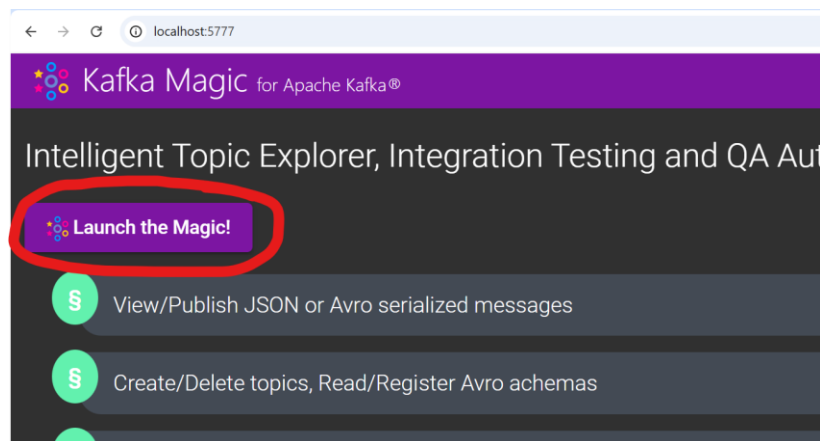 localhost:5777
Kafka Magic for Apache Kafka®
Intelligent Topic Explorer, Integration Testing and QA Aut
Launch the Magic!
§ View/Publish JSON or Avro serialized messages
§ Create/Delete topics, Read/Register Avro achemas